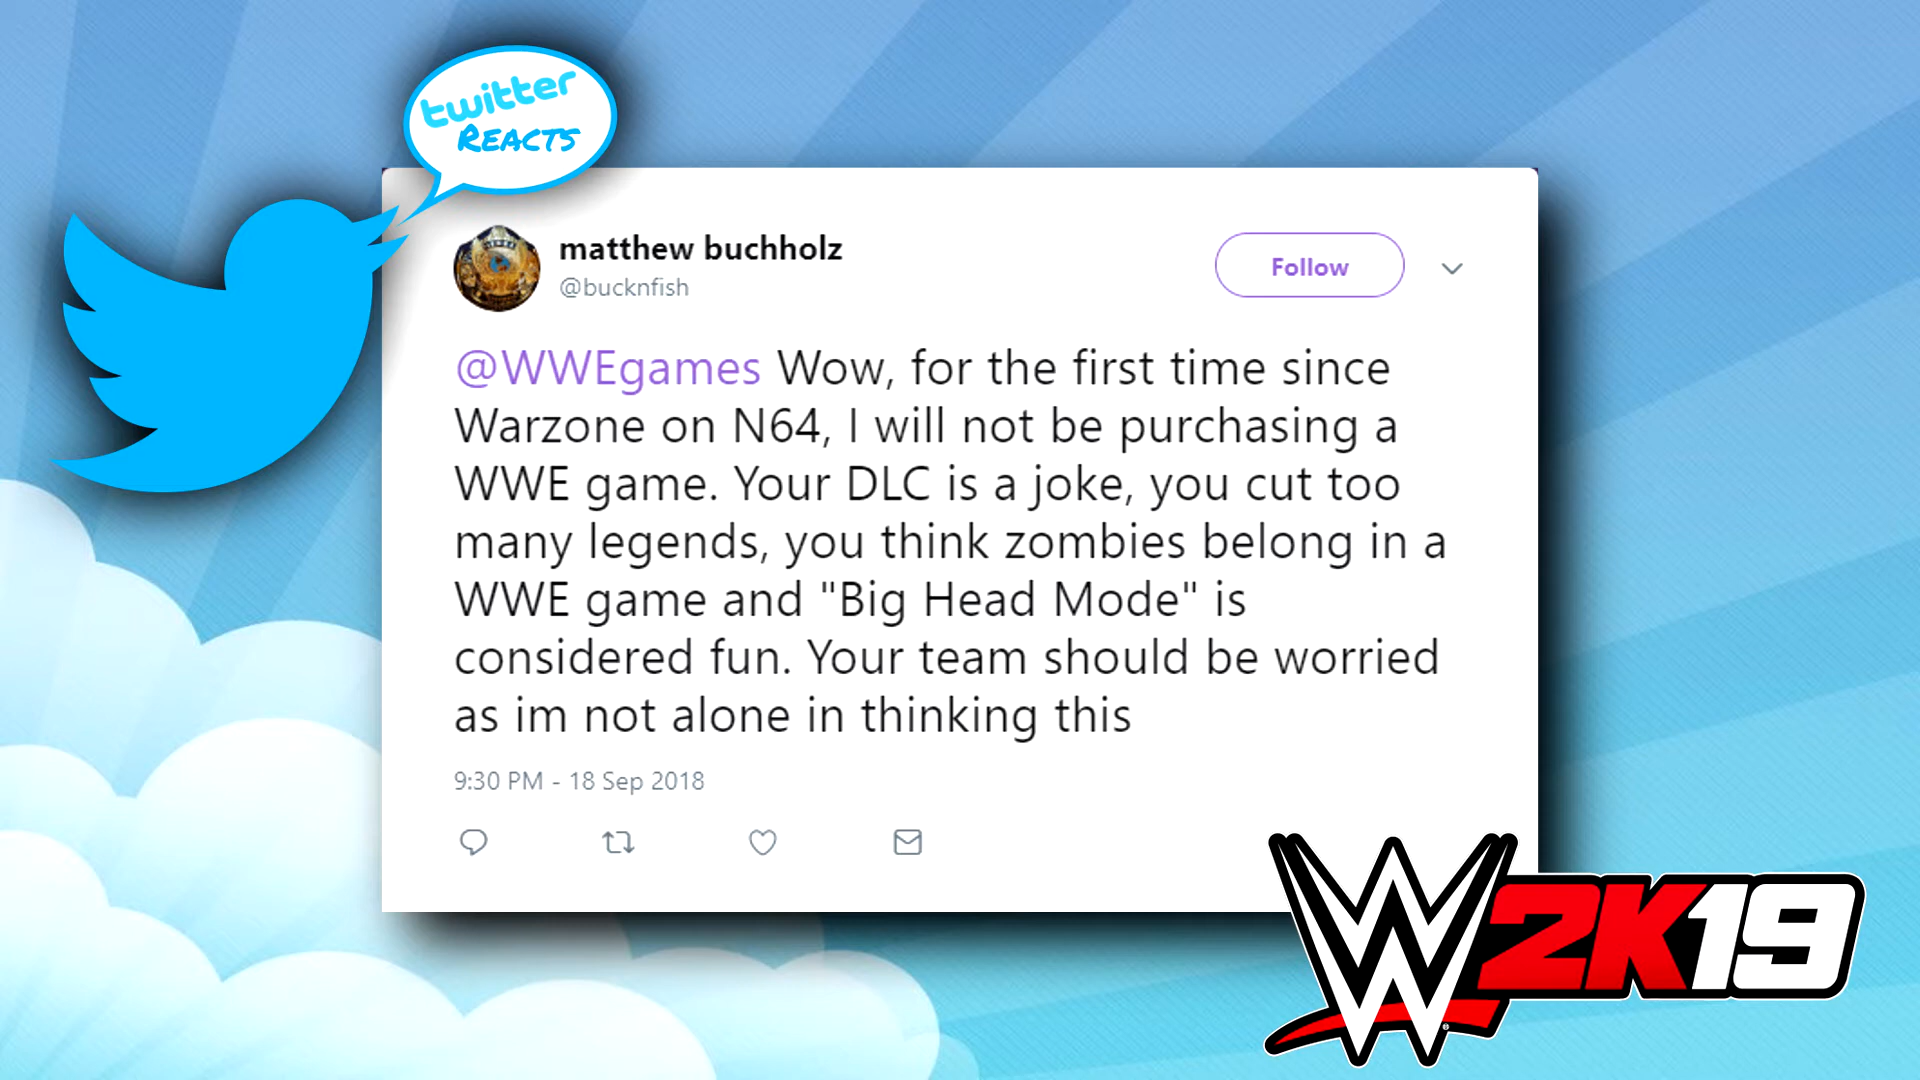 twitter
REACTS
matthew buchholz
@bucknfish
Follow
@WWEgames Wow, for the first time since
Warzone on N64, I will not be purchasing a
WWE game. Your DLC is a joke, you cut too
many legends, you think zombies belong in a
WWE game and "Big Head Mode" is
considered fun. Your team should be worried
as im not alone in thinking this
9:30 PM - 18 Sep 2018
W 2K19